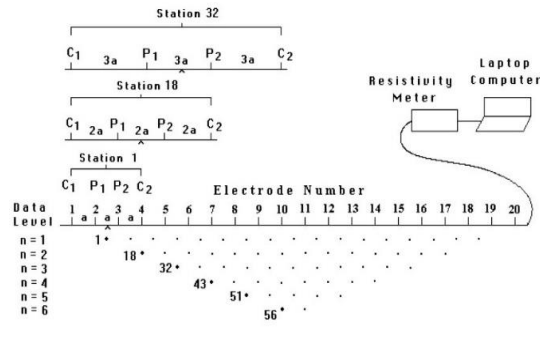 Station 32
C1 3a P1 3a P2 3a C2
Station 18
C1 2a P1 2a P2 2a C2
Station 1
C1 P1 P2 C2
Resistivity Meter
Laptop Computer
Electrode Number
Data Level
1 2 3 4 5 6 7 8 9 10 11 12 13 14 15 16 17 18 19 20
a a a
n = 1 1
n = 2 18
n = 3 32
n = 4 43
n = 5 51
n = 6 56